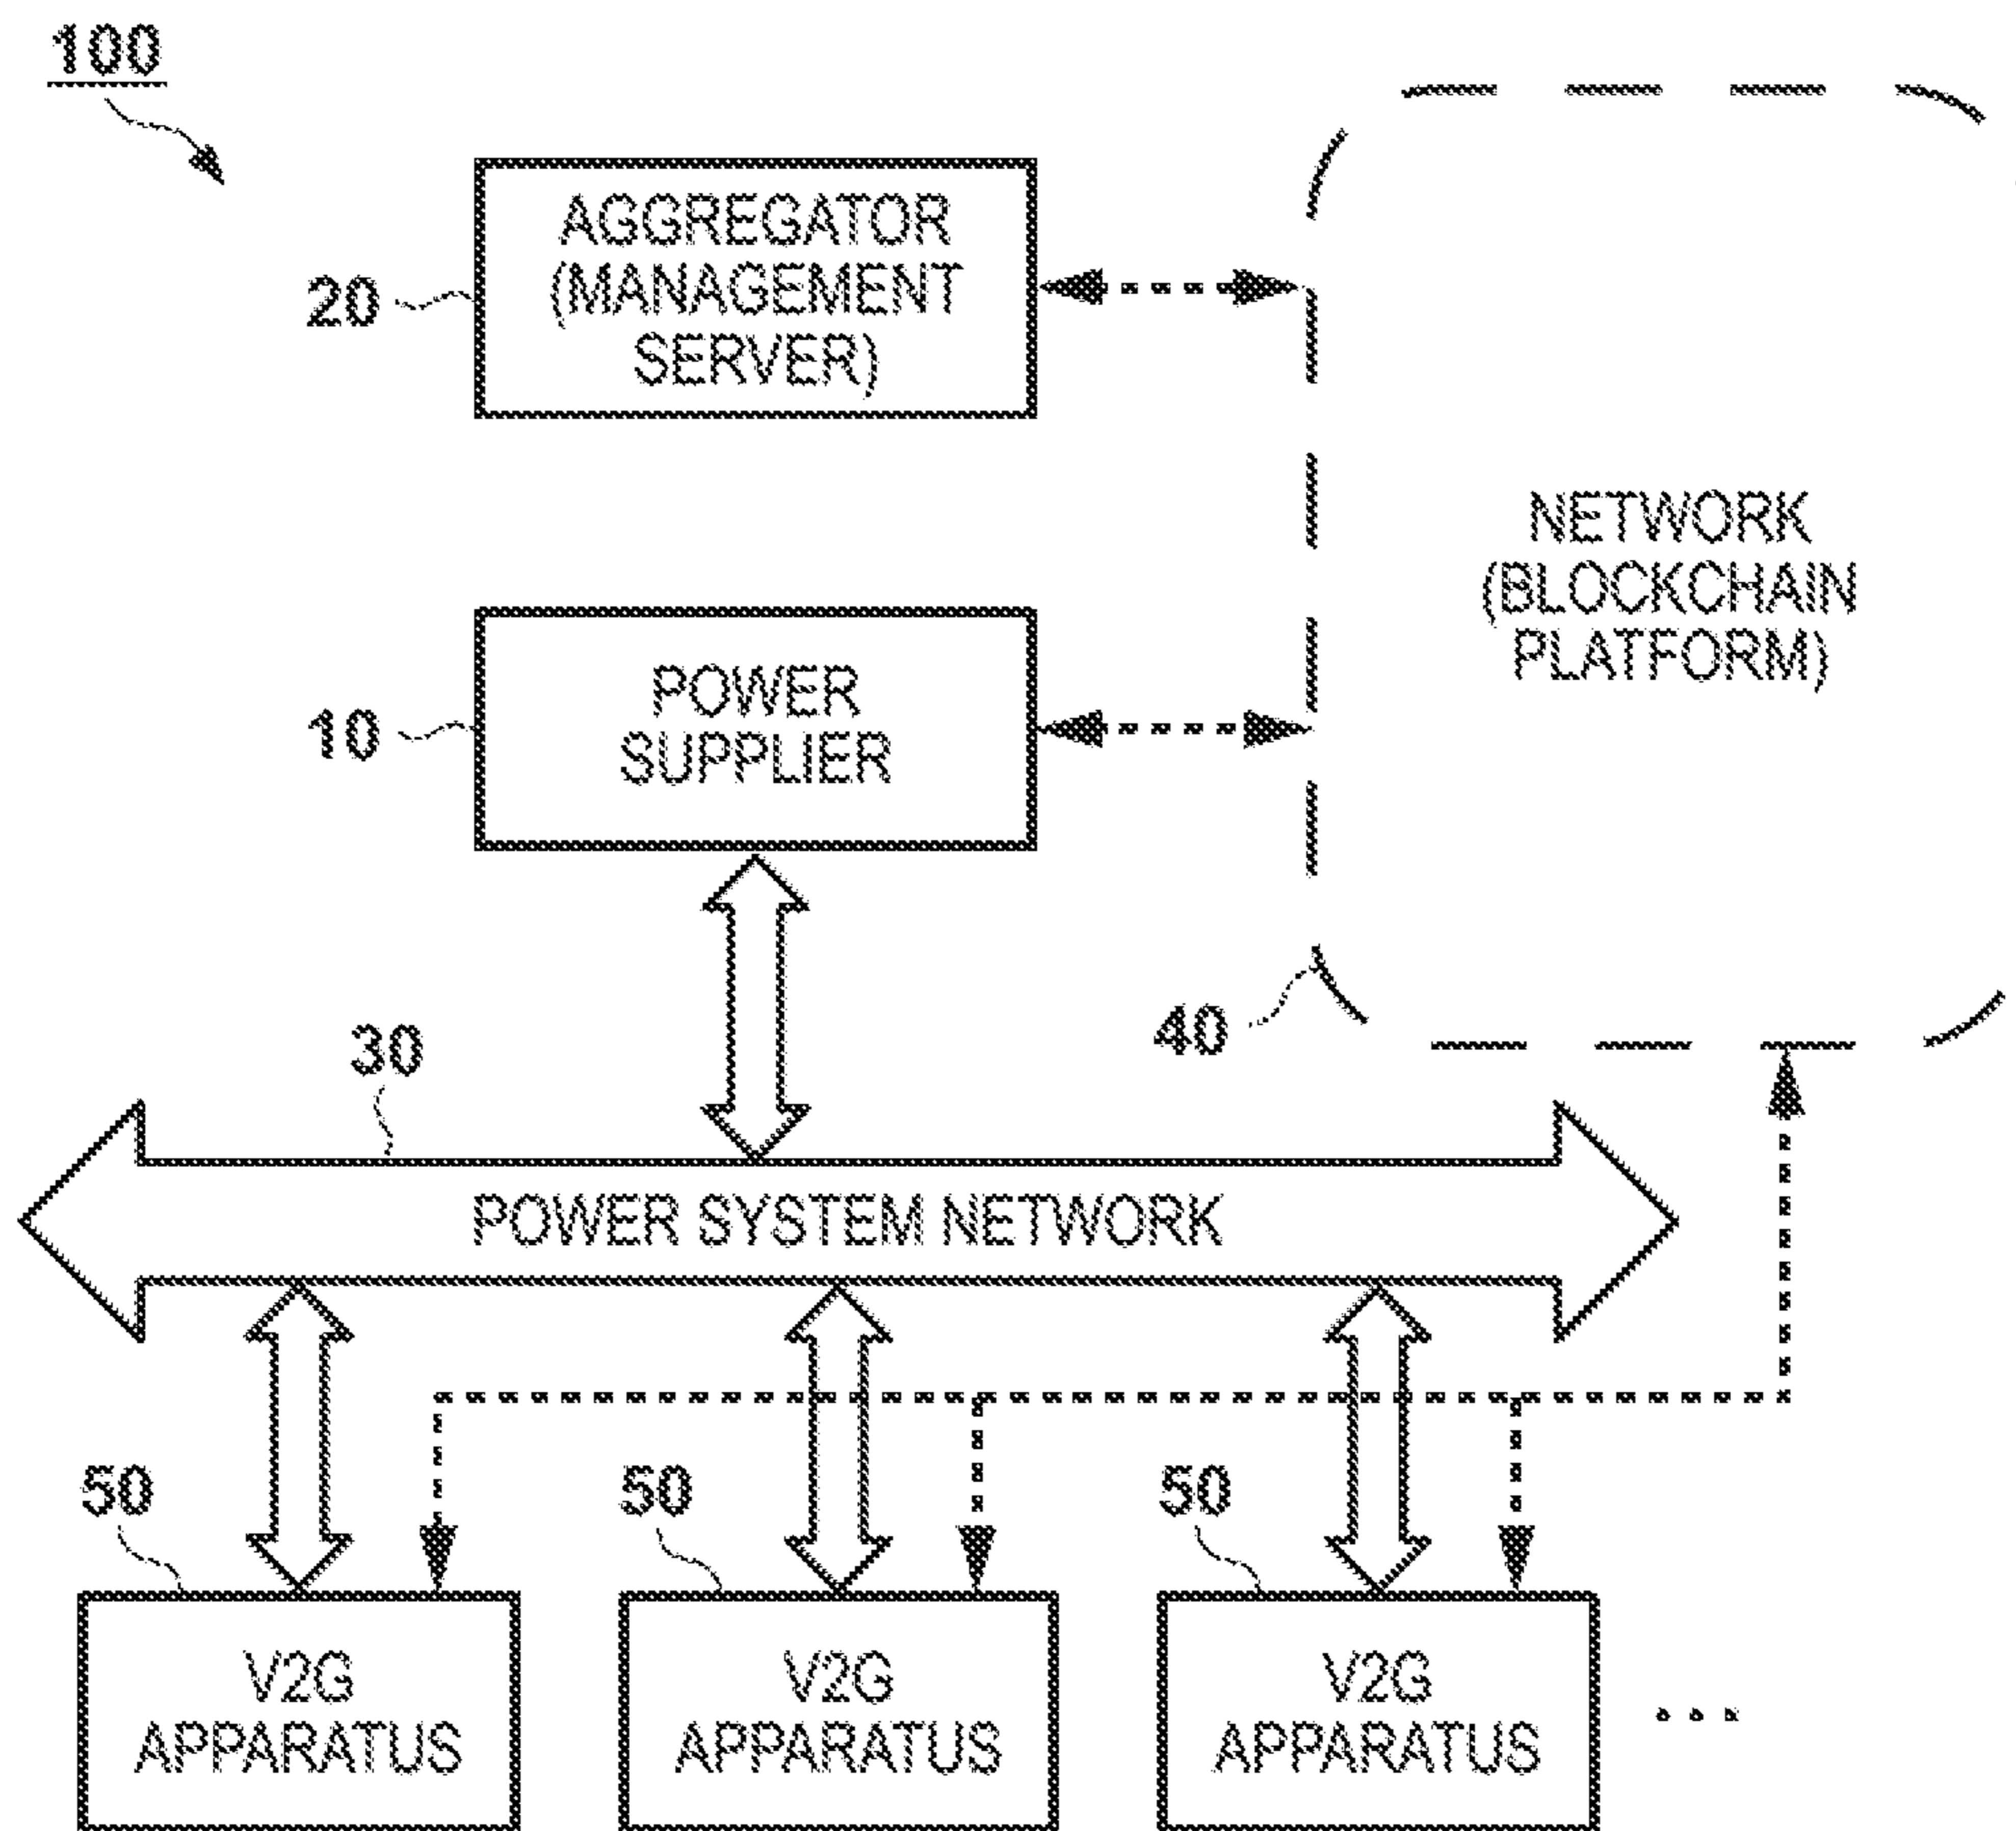 100
AGGREGATOR
(MANAGEMENT
SERVER)
20
NETWORK
(BLOCKCHAIN
PLATFORM)
POWER
SUPPLIER
10
40
30
POWER SYSTEM NETWORK
50
50
50
V2G
APPARATUS
V2G
APPARATUS
V2G
APPARATUS
...